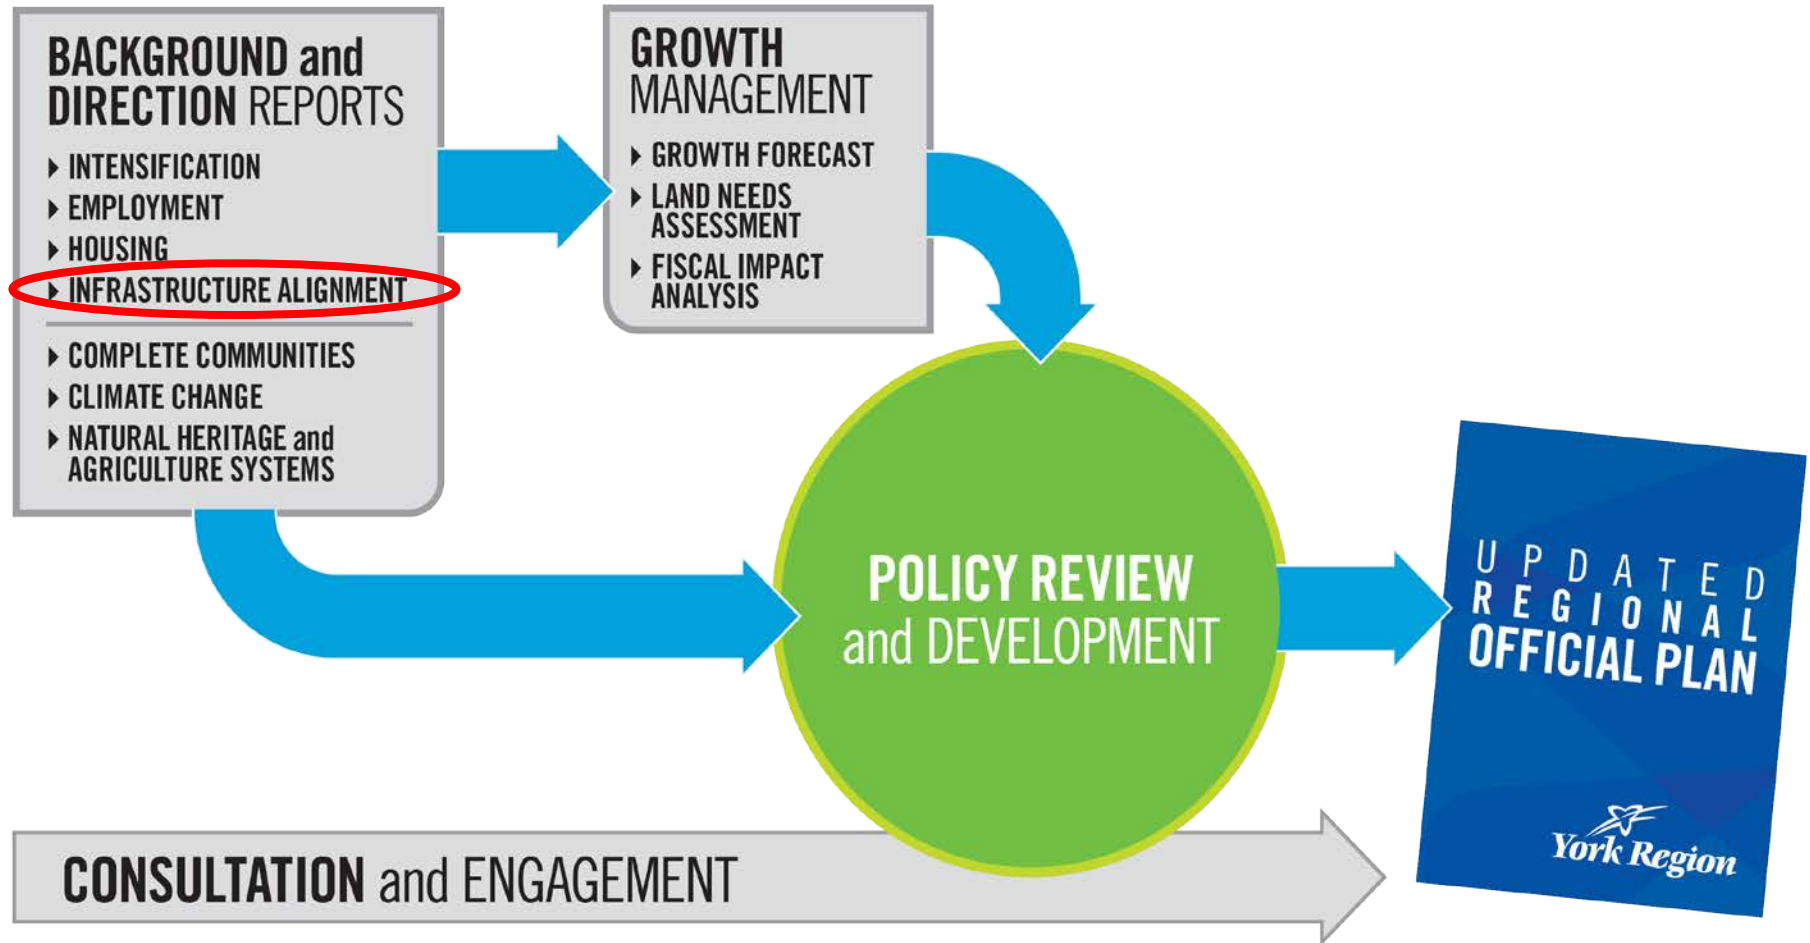 BACKGROUND and
DIRECTION REPORTS
INTENSIFICATION
EMPLOYMENT
HOUSING
INFRASTRUCTURE ALIGNMENT
COMPLETE COMMUNITIES
CLIMATE CHANGE
NATURAL HERITAGE and
AGRICULTURE SYSTEMS
GROWTH
MANAGEMENT
GROWTH FORECAST
LAND NEEDS
ASSESSMENT
FISCAL IMPACT
ANALYSIS
POLICY REVIEW
and DEVELOPMENT
UPDATED
REGIONAL
OFFICIAL PLAN
York Region
CONSULTATION and ENGAGEMENT